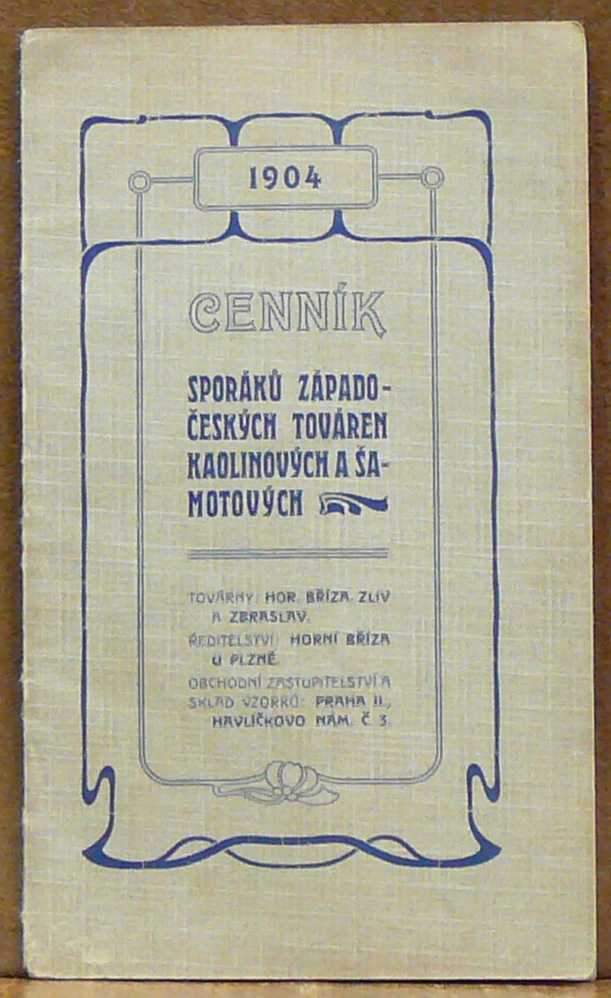 1904
CENNÍK
SPORÁKŮ ZÁPADO-
ČESKÝCH TOVÁREN
KAOLINOVÝCH A ŠA-
MOTOVÝCH
TOVÁRNY: HOR. BŘÍZA, ZLIV
A ZBRASLAV.
ŘEDITELSTVÍ: HORNÍ BŘÍZA
U PLZNĚ.
OBCHODNÍ ZASTUPITELSTVÍ A
SKLAD VZORKŮ: PRAHA II.,
HAVLÍČKOVO NÁM. Č 3.